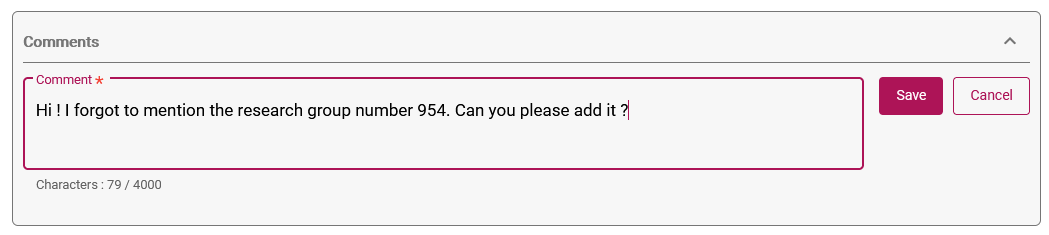 Comments
Comment *
Hi ! I forgot to mention the research group number 954. Can you please add it ?
Save
Cancel
Characters : 79 / 4000